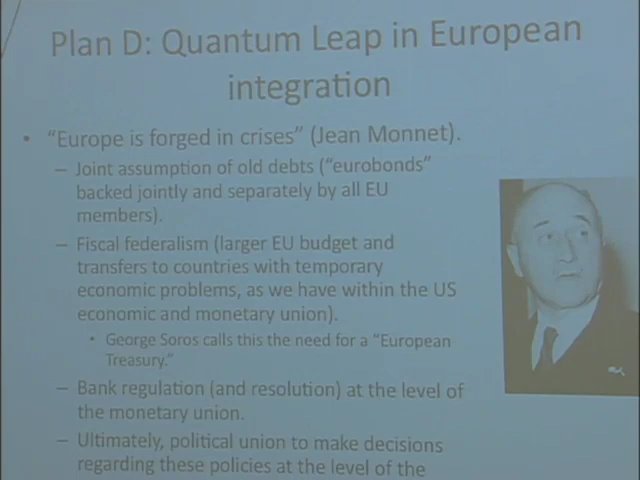 Plan D: Quantum Leap in European
integration
• “Europe is forged in crises” (Jean Monnet).
– Joint assumption of old debts (“eurobonds”
backed jointly and separately by all EU
members).
– Fiscal federalism (larger EU budget and
transfers to countries with temporary
economic problems, as we have within the US
economic and monetary union).
• George Soros calls this the need for a “European
Treasury.”
– Bank regulation (and resolution) at the level of
the monetary union.
– Ultimately, political union to make decisions
regarding these policies at the level of the